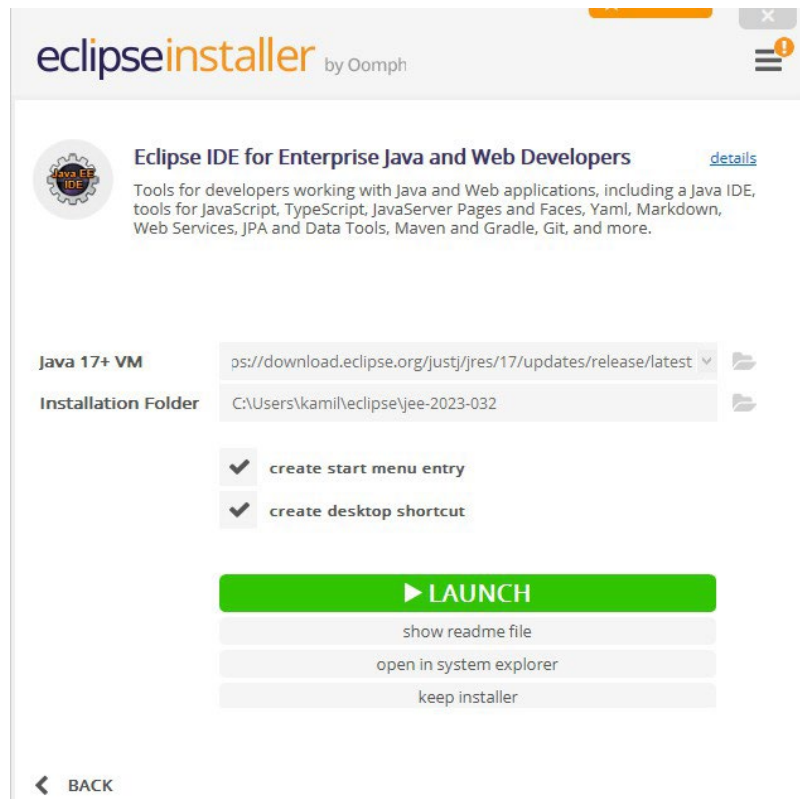 eclipseinstaller by Oomph
Java EE
IDE
Eclipse IDE for Enterprise Java and Web Developers details
Tools for developers working with Java and Web applications, including a Java IDE,
tools for JavaScript, TypeScript, JavaServer Pages and Faces, Yaml, Markdown,
Web Services, JPA and Data Tools, Maven and Gradle, Git, and more.
Java 17+ VM ps://download.eclipse.org/justj/jres/17/updates/release/latest
Installation Folder C:\Users\kamil\eclipse\jee-2023-032
create start menu entry
create desktop shortcut
LAUNCH
show readme file
open in system explorer
keep installer
BACK